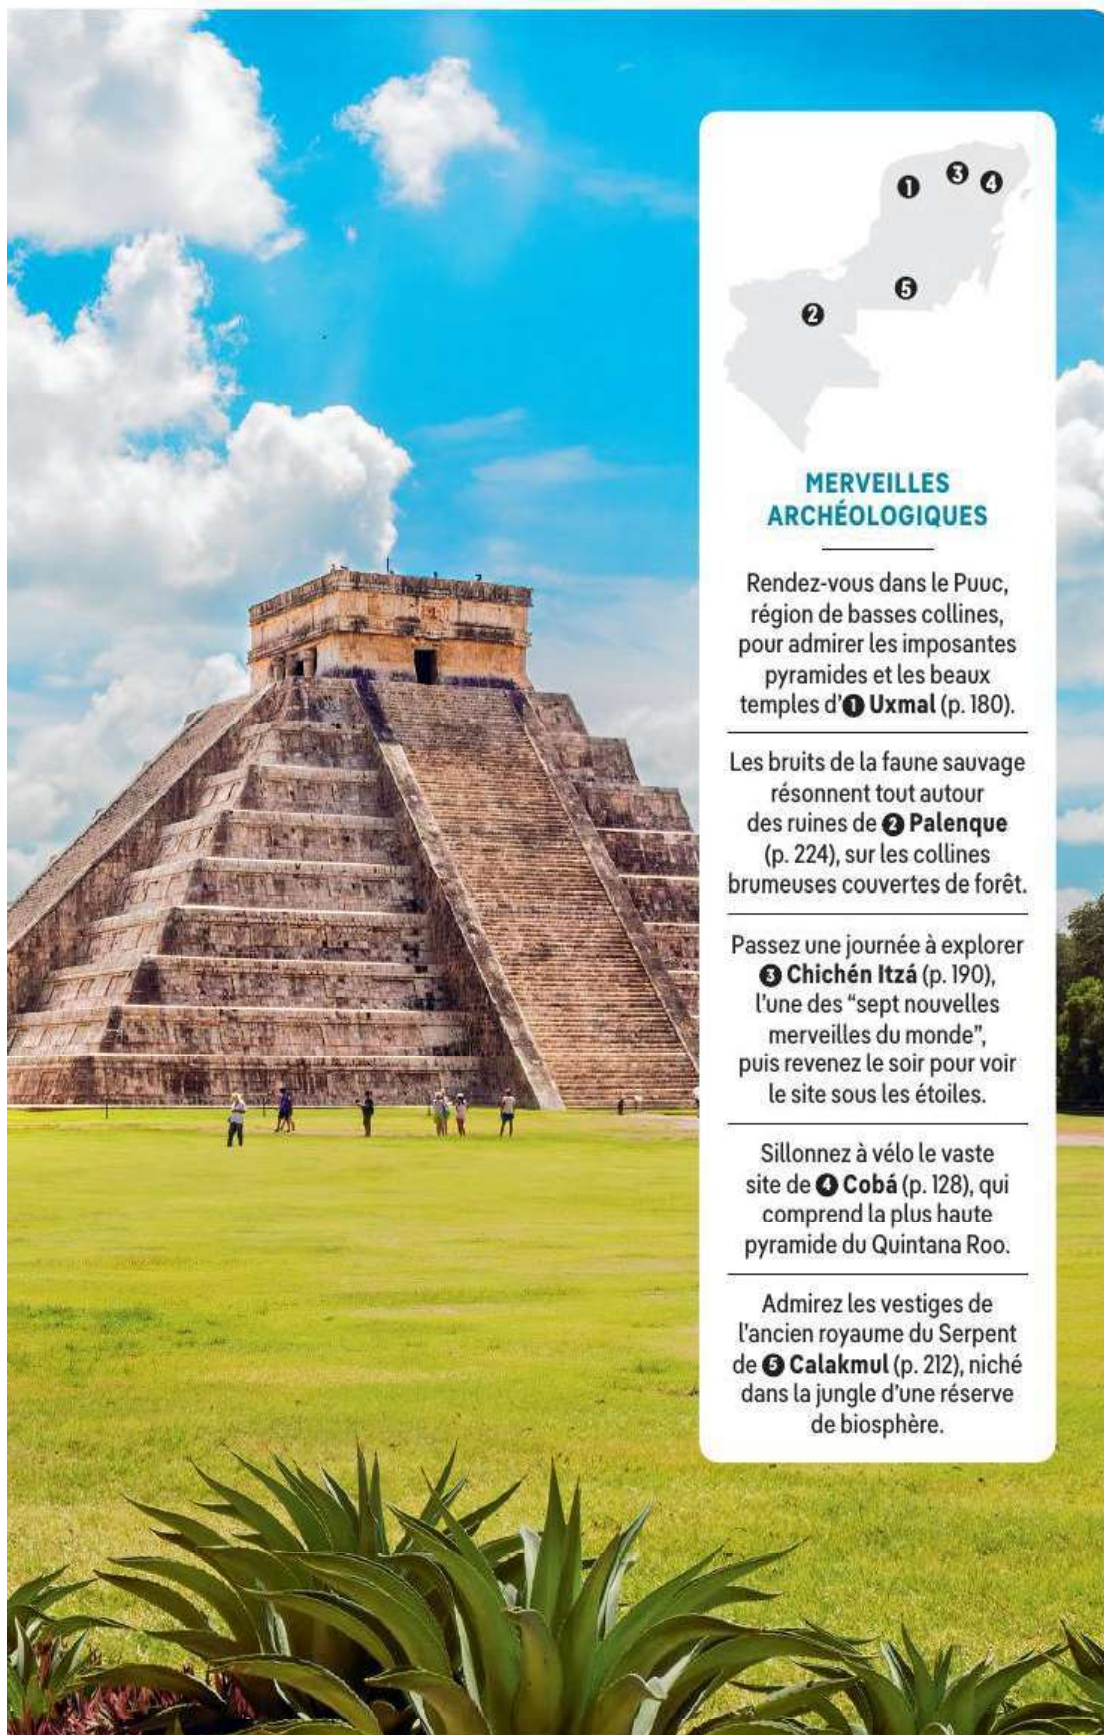 1
3
4
5
2
MERVEILLES
ARCHÉOLOGIQUES
Rendez-vous dans le Puuc,
région de basses collines,
pour admirer les imposantes
pyramides et les beaux
temples d'❶ Uxmal (p. 180).
Les bruits de la faune sauvage
résonnent tout autour
des ruines de ❷ Palenque
(p. 224), sur les collines
brumeuses couvertes de forêt.
Passez une journée à explorer
❸ Chichén Itzá (p. 190),
l'une des “sept nouvelles
merveilles du monde”,
puis revenez le soir pour voir
le site sous les étoiles.
Sillonnez à vélo le vaste
site de ❹ Cobá (p. 128), qui
comprend la plus haute
pyramide du Quintana Roo.
Admirez les vestiges de
l'ancien royaume du Serpent
de ❺ Calakmul (p. 212), niché
dans la jungle d'une réserve
de biosphère.